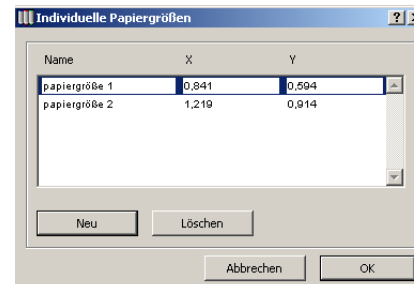 Individuelle Papiergrößen
Name X Y
papiergröße 1 0,841 0,594
papiergröße 2 1,219 0,914
Neu Löschen
Abbrechen OK